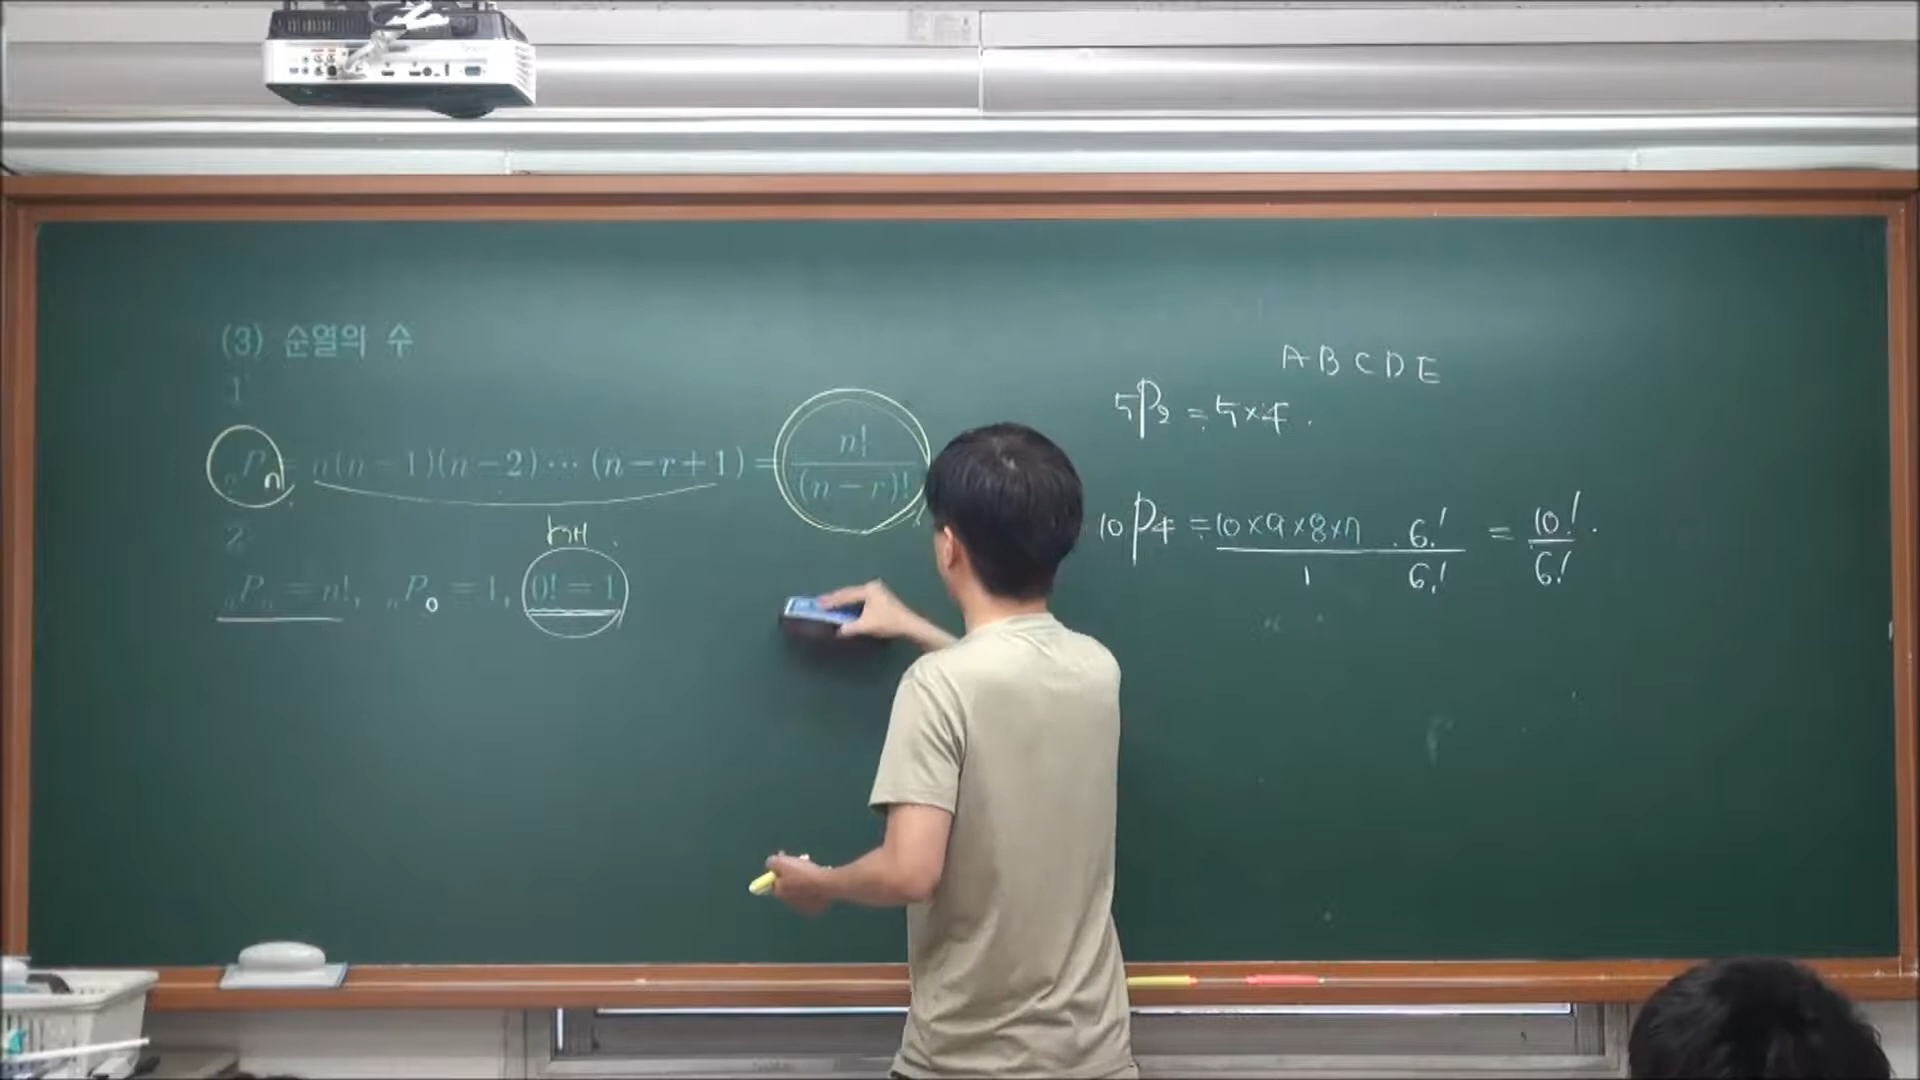 (3) 순열의 수
1
nPn = n(n-1)(n-2)⋯(n-r+1) = n!/(n-r)!
2
nPn = n!, nP0 = 1, 0! = 1
A B C D E
5P2 = 5×4.
10P4 = 10×9×8×7/1 · 6!/6! = 10!/6!.